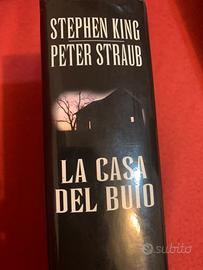 STEPHEN KING
PETER STRAUB
LA CASA
DEL BUIO
subito